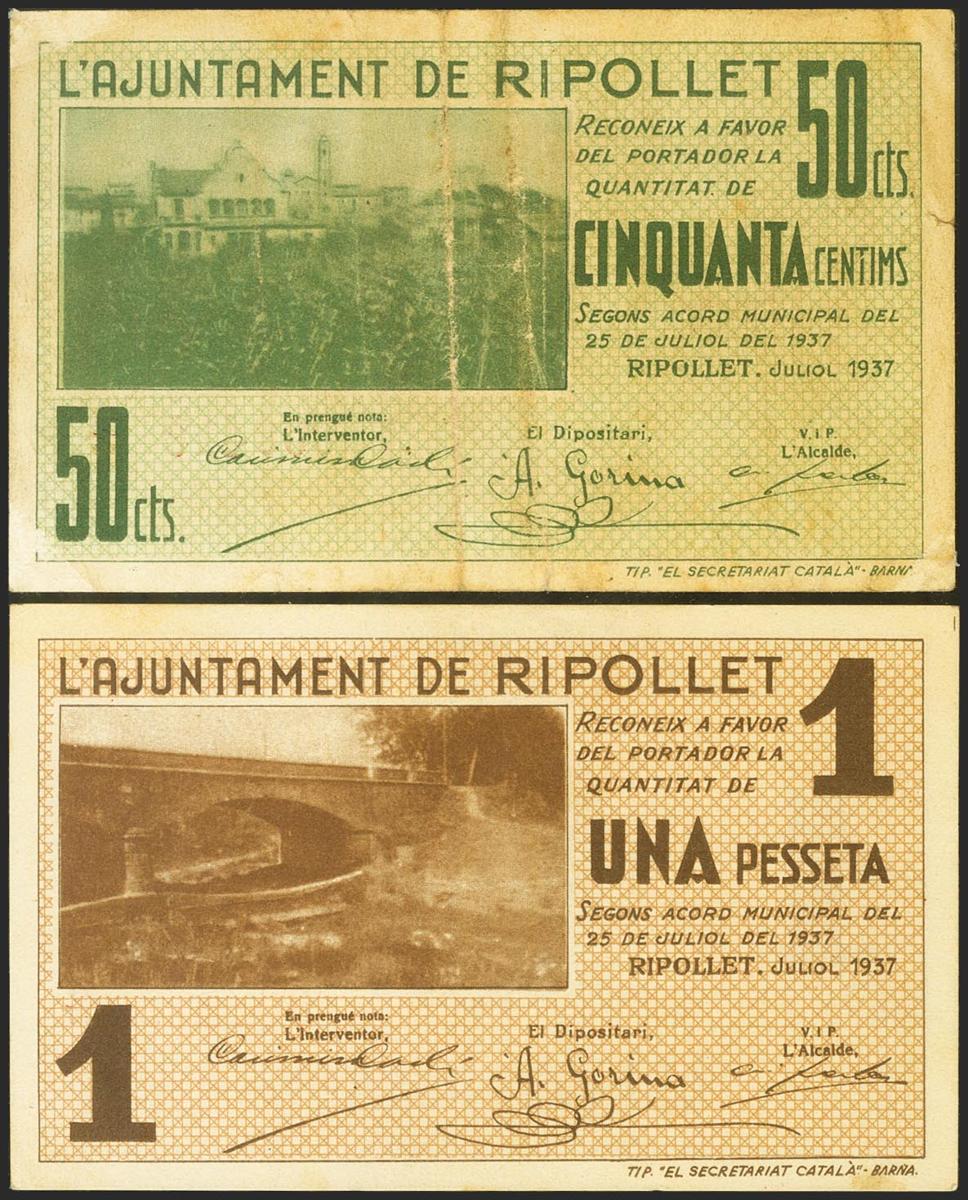 L'AJUNTAMENT DE RIPOLLET
50 cts.
RECONEIX A FAVOR
DEL PORTADOR LA
QUANTITAT DE
CINQUANTA CENTIMS
SEGONS ACORD MUNICIPAL DEL
25 DE JULIOL DEL 1937
RIPOLLET. JULIOL 1937
50 cts.
En prengué nota:
L'Interventor,
El Dipositari,
A. Gorina
V. i P.
L'Alcalde,
TIP. "EL SECRETARIAT CATALÀ" - BARNA.
L'AJUNTAMENT DE RIPOLLET
1
RECONEIX A FAVOR
DEL PORTADOR LA
QUANTITAT DE
UNA PESSETA
SEGONS ACORD MUNICIPAL DEL
25 DE JULIOL DEL 1937
RIPOLLET. JULIOL 1937
1
En prengué nota:
L'Interventor,
El Dipositari,
A. Gorina
V. i P.
L'Alcalde,
TIP. "EL SECRETARIAT CATALÀ" - BARNA.